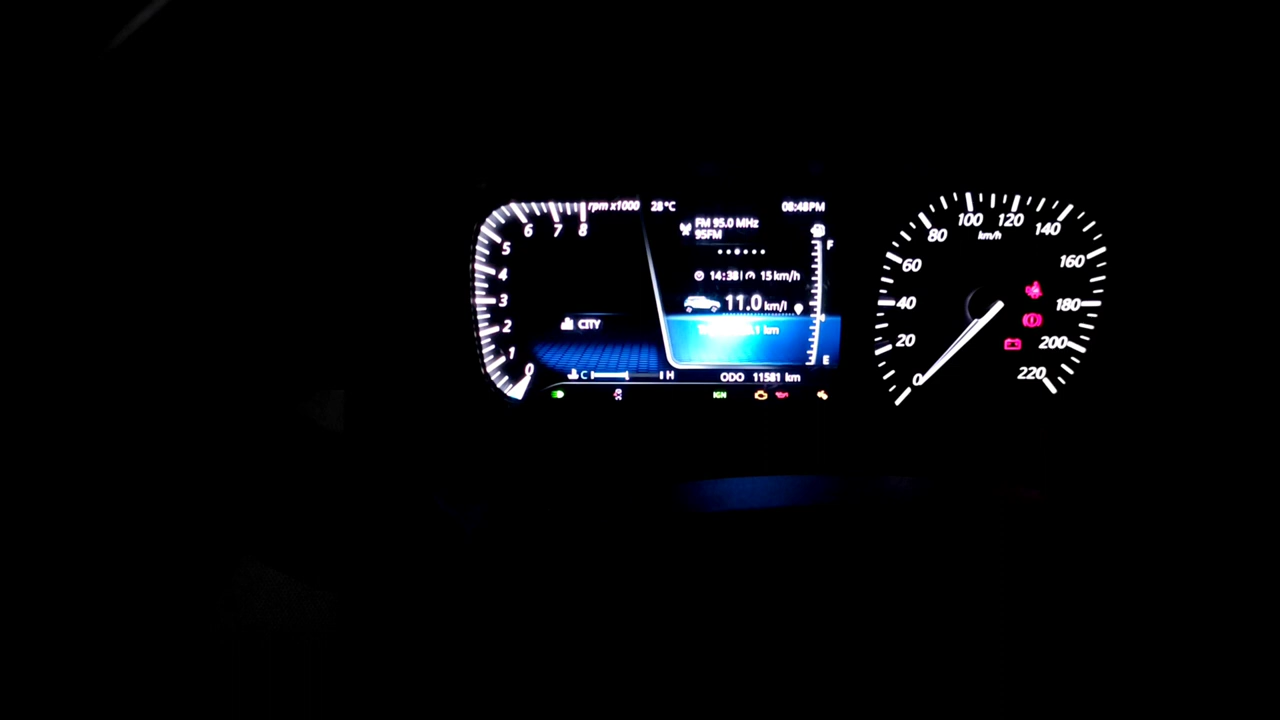 rpm x1000
28°C
08:48PM
FM 95.0 MHz
95FM
14:38
15 km/h
11.0 km/l
CITY
km
ODO 11581 km
C
H
F
E
IGN
0
1
2
3
4
5
6
7
8
km/h
0
20
40
60
80
100
120
140
160
180
200
220